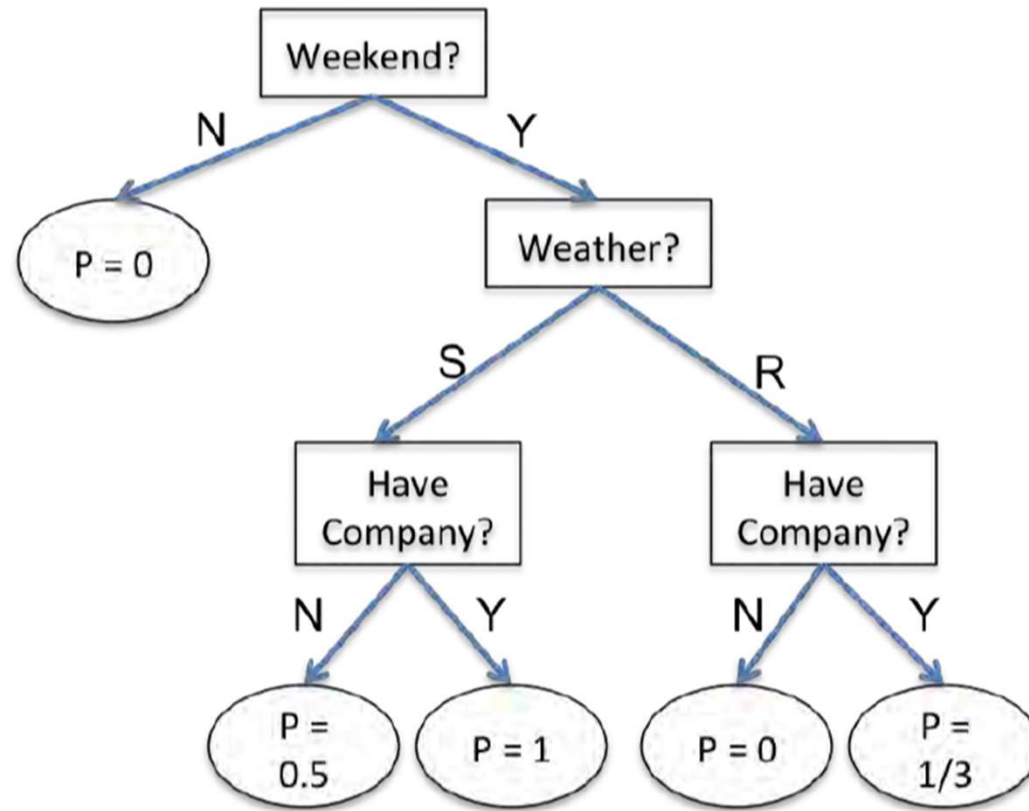 Weekend?
N
Y
P = 0
Weather?
S
R
Have
Company?
Have
Company?
N
Y
N
Y
P =
0.5
P = 1
P = 0
P =
1/3